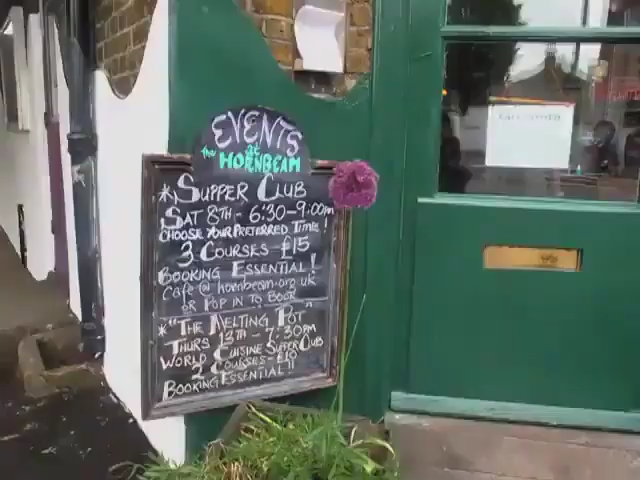 EVENTS
at
the HORNBEAM
*SUPPER CLUB
SAT 8TH - 6:30-9:00PM
CHOOSE YOUR PREFERRED TIME!
3 COURSES - £15
BOOKING ESSENTIAL!
cafe@hornbeam.org.uk
OR POP IN TO BOOK
*"THE MELTING POT"
THURS 13TH - 7:30PM
WORLD CUISINE SUPPER CLUB
2 COURSES - £10
BOOKING ESSENTIAL!!